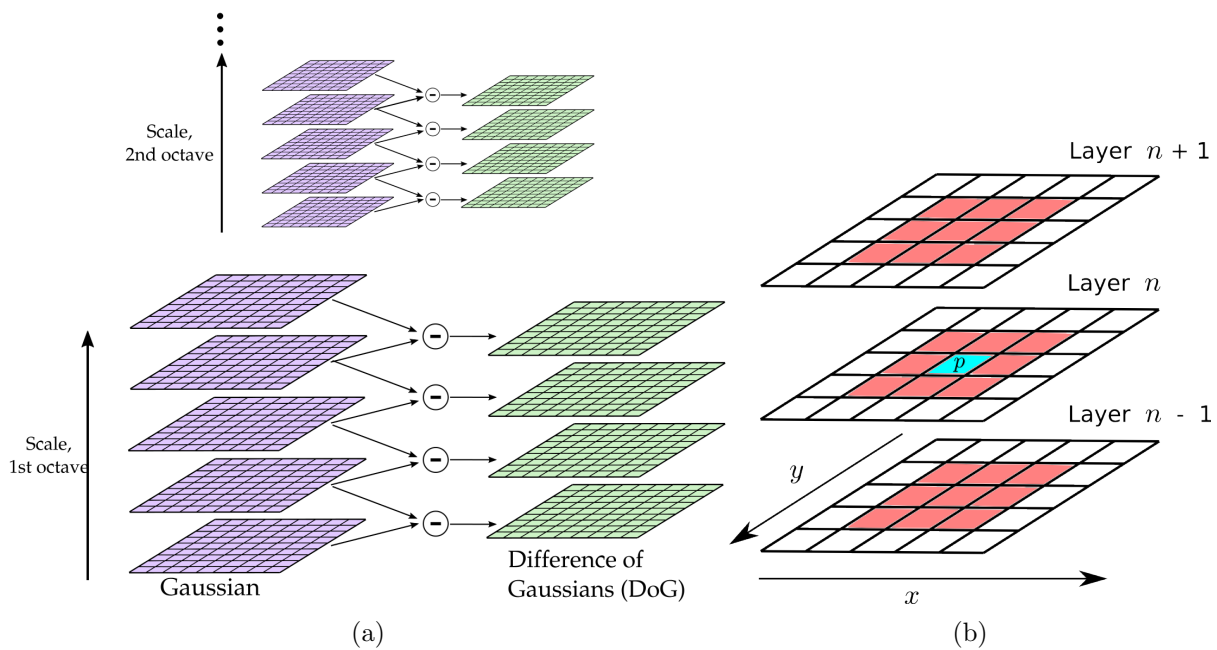 Scale,
2nd octave
-
-
-
-
Scale,
1st octave
-
-
-
-
Gaussian
Difference of
Gaussians (DoG)
(a)
Layer n + 1
Layer n
p
Layer n - 1
y
x
(b)